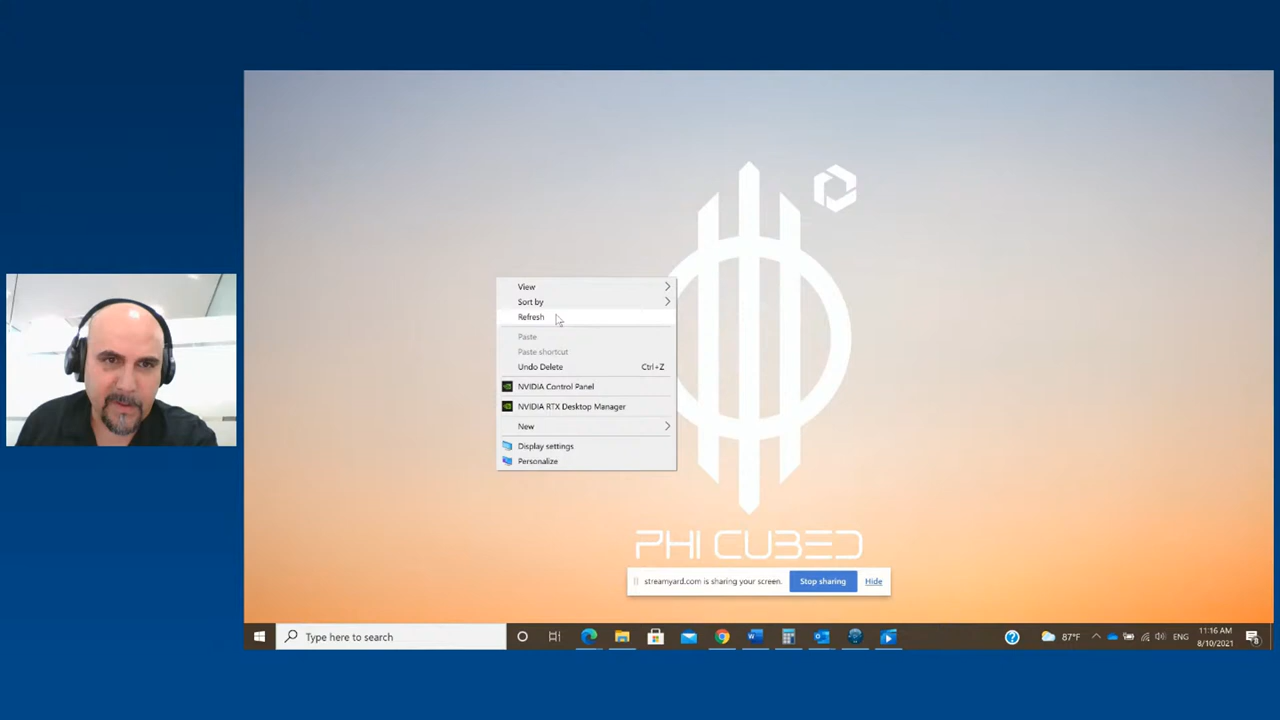 View
Sort by
Refresh
Paste
Paste shortcut
Undo Delete Ctrl+Z
NVIDIA Control Panel
NVIDIA RTX Desktop Manager
New
Display settings
Personalize
PHI CUBED
streamyard.com is sharing your screen. Stop sharing Hide
Type here to search 87°F ENG 11:16 AM
8/10/2021